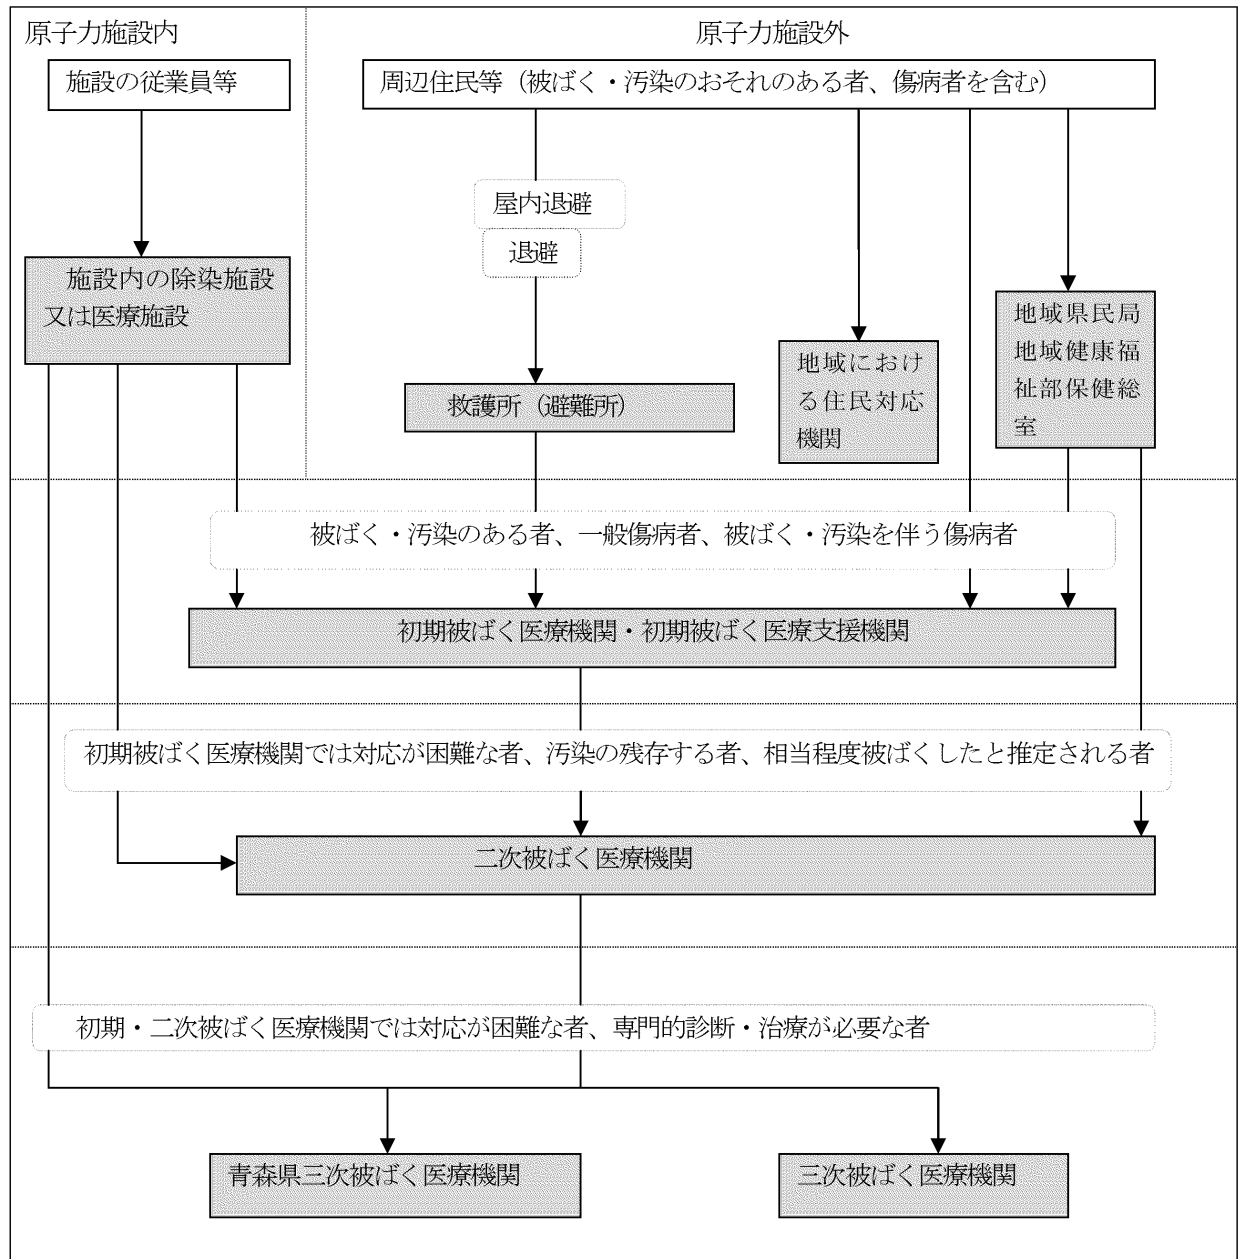 原子力施設内
原子力施設外
施設の従業員等
周辺住民等（被ばく・汚染のおそれのある者、傷病者を含む）
屋内退避
退避
施設内の除染施設
又は医療施設
地域県民局
地域健康福
祉部保健総
室
地域におけ
る住民対応
機関
救護所（避難所）
被ばく・汚染のある者、一般傷病者、被ばく・汚染を伴う傷病者
初期被ばく医療機関・初期被ばく医療支援機関
初期被ばく医療機関では対応が困難な者、汚染の残存する者、相当程度被ばくしたと推定される者
二次被ばく医療機関
初期・二次被ばく医療機関では対応が困難な者、専門的診断・治療が必要な者
青森県三次被ばく医療機関
三次被ばく医療機関